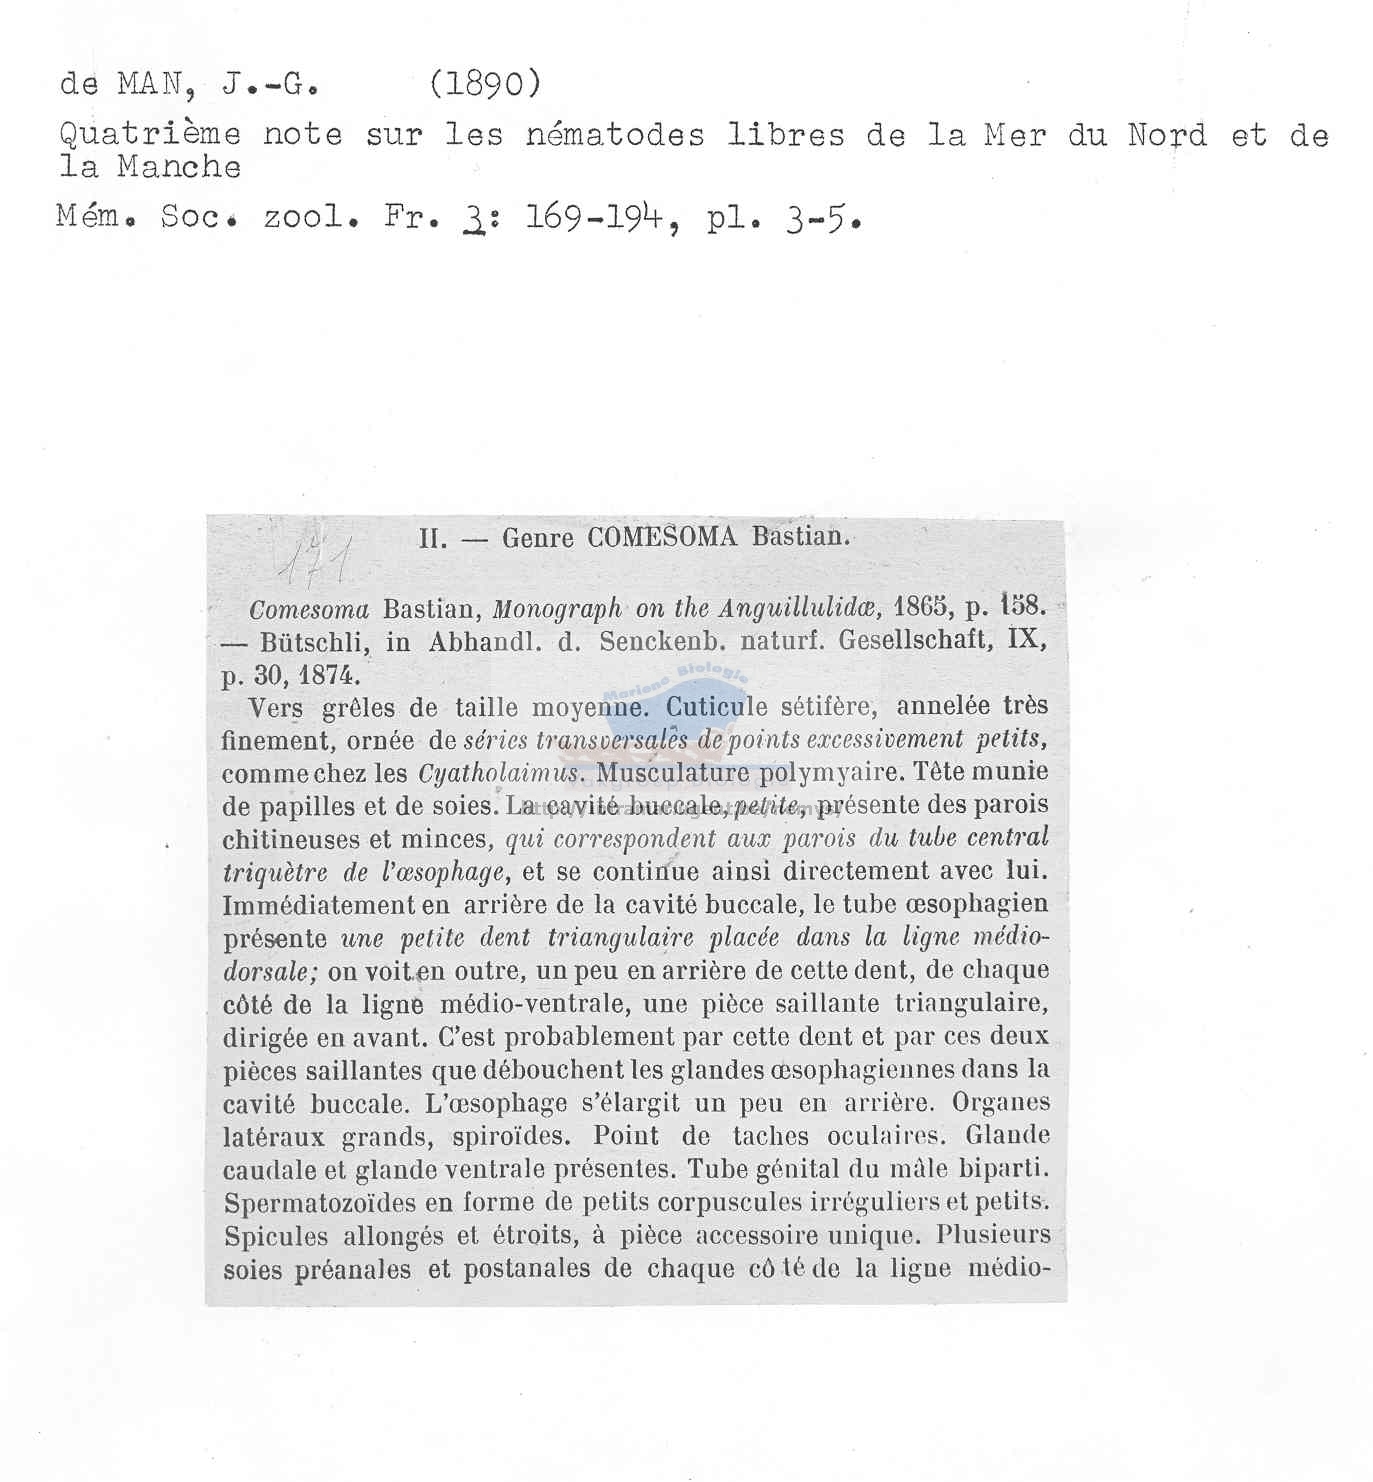 de MAN, J.-G. (1890)
Quatrième note sur les nématodes libres de la Mer du Nord et de
la Manche
Mém. Soc. zool. Fr. 3: 169-194, pl. 3-5.
171
II. — Genre COMESOMA Bastian.
Comesoma Bastian, Monograph on the Anguillulidæ, 1865, p. 158.
— Bütschli, in Abhandl. d. Senckenb. naturf. Gesellschaft, IX,
p. 30, 1874.
Vers grêles de taille moyenne. Cuticule sétifère, annelée très
finement, ornée de séries transversales de points excessivement petits,
comme chez les Cyatholaimus. Musculature polymyaire. Tête munie
de papilles et de soies. La cavité buccale, petite, présente des parois
chitineuses et minces, qui correspondent aux parois du tube central
triquètre de l'œsophage, et se continue ainsi directement avec lui.
Immédiatement en arrière de la cavité buccale, le tube œsophagien
présente une petite dent triangulaire placée dans la ligne médio-
dorsale; on voit en outre, un peu en arrière de cette dent, de chaque
côté de la ligne médio-ventrale, une pièce saillante triangulaire,
dirigée en avant. C'est probablement par cette dent et par ces deux
pièces saillantes que débouchent les glandes œsophagiennes dans la
cavité buccale. L'œsophage s'élargit un peu en arrière. Organes
latéraux grands, spiroïdes. Point de taches oculaires. Glande
caudale et glande ventrale présentes. Tube génital du mâle biparti.
Spermatozoïdes en forme de petits corpuscules irréguliers et petits.
Spicules allongés et étroits, à pièce accessoire unique. Plusieurs
soies préanales et postanales de chaque cô té de la ligne médio-
Mariene Biologie
Vakgroep Biologie